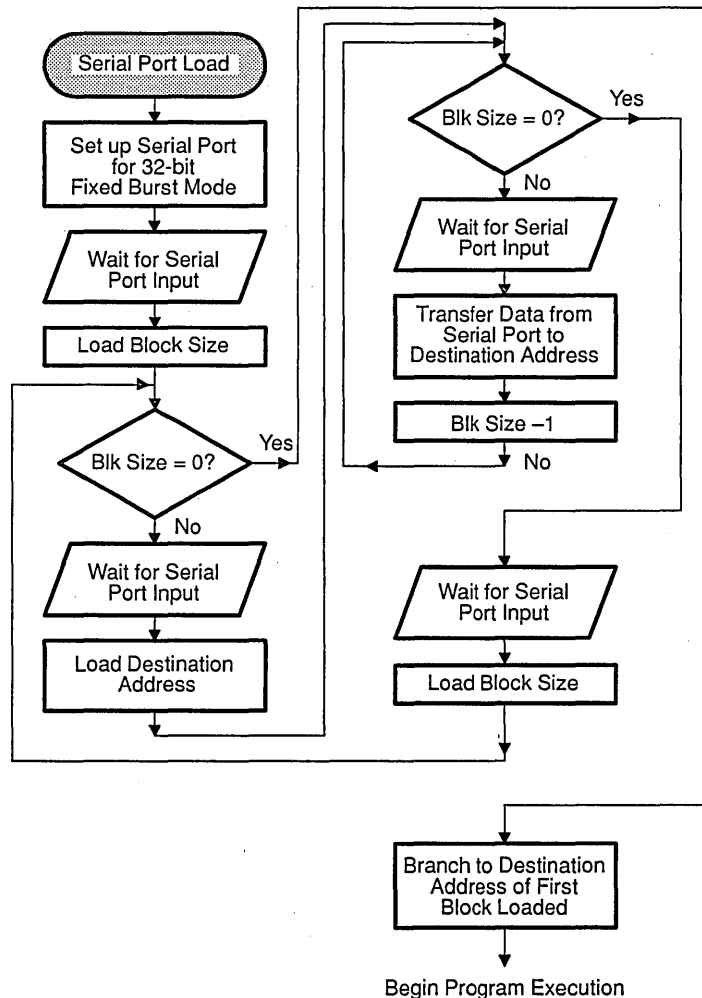 Serial Port Load
Set up Serial Port
for 32-bit
Fixed Burst Mode
Wait for Serial
Port Input
Load Block Size
Blk Size = 0?
Yes
No
Wait for Serial
Port Input
Load Destination
Address
Blk Size = 0?
Yes
No
Wait for Serial
Port Input
Transfer Data from
Serial Port to
Destination Address
Blk Size –1
No
Wait for Serial
Port Input
Load Block Size
Branch to Destination
Address of First
Block Loaded
Begin Program Execution